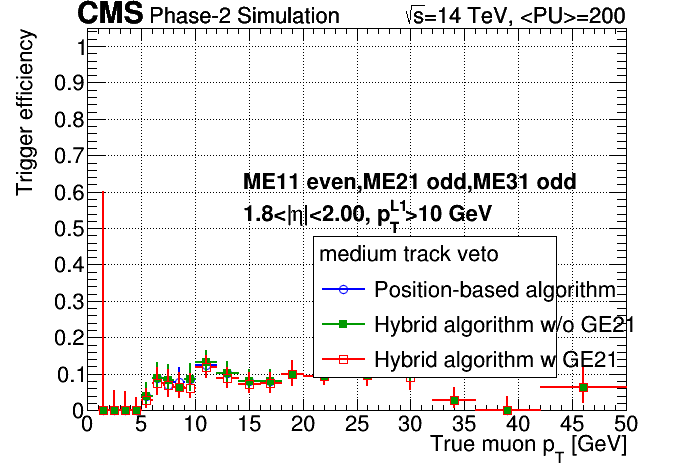 CMS Phase-2 Simulation √s=14 TeV, <PU>=200
Trigger efficiency
1
0.9
0.8
0.7
0.6
0.5
0.4
0.3
0.2
0.1
0
ME11 even,ME21 odd,ME31 odd
1.8<|η|<2.00, p_T^L1>10 GeV
medium track veto
Position-based algorithm
Hybrid algorithm w/o GE21
Hybrid algorithm w GE21
0 5 10 15 20 25 30 35 40 45 50
True muon p_T [GeV]